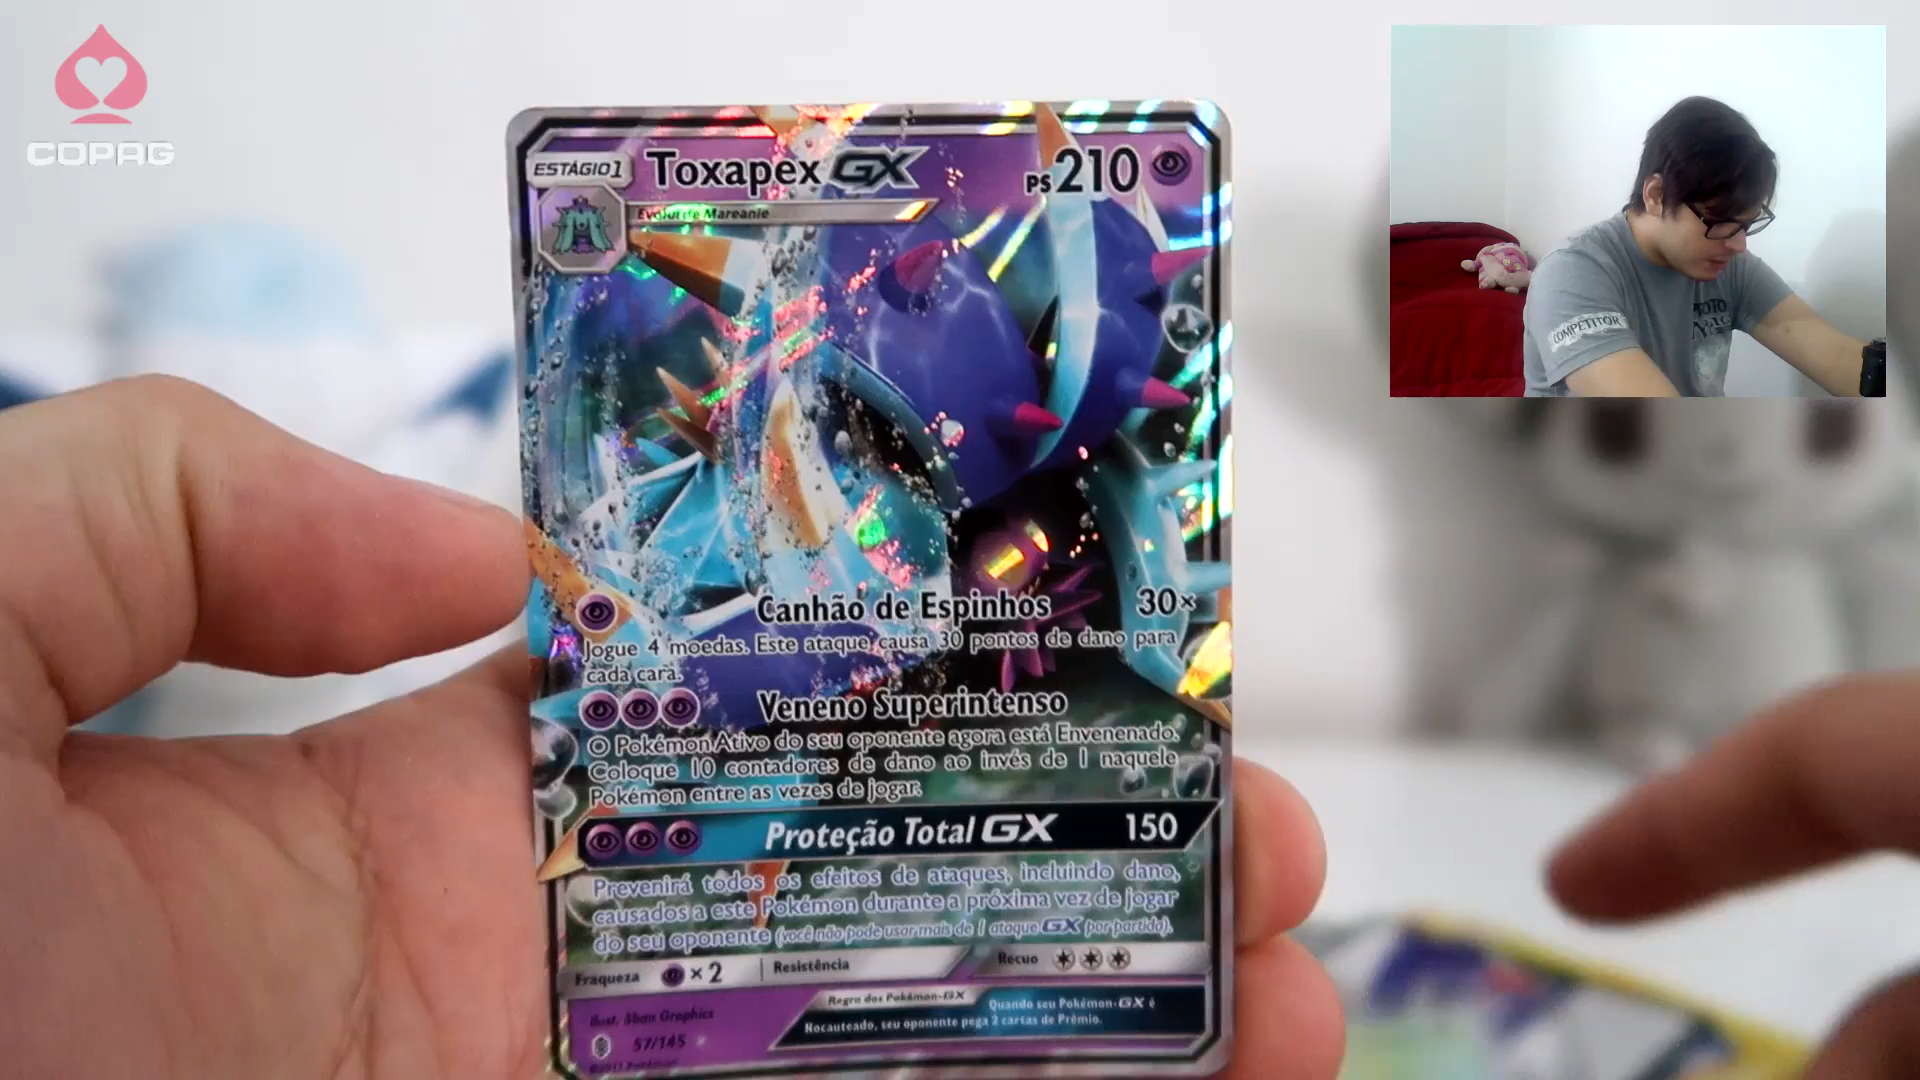 COPAG
ESTÁGIO1 Toxapex GX PS210
Evolui de Mareanie
Canhão de Espinhos 30×
Jogue 4 moedas. Este ataque causa 30 pontos de dano para
cada cara.
Veneno Superintenso
O Pokémon Ativo do seu oponente agora está Envenenado.
Coloque 10 contadores de dano ao invés de 1 naquele
Pokémon entre as vezes de jogar.
Proteção Total GX 150
Prevenirá todos os efeitos de ataques, incluindo dano,
causados a este Pokémon durante a próxima vez de jogar
do seu oponente (você não pode usar mais de 1 ataque GX por partida).
Fraqueza ×2 Resistência Recuo
Regra dos Pokémon-GX Quando seu Pokémon-GX é
Nocauteado, seu oponente pega 2 cartas de Prêmio.
Ilust. 5ban Graphics
57/145
©2017 Pokémon
COMPETITOR